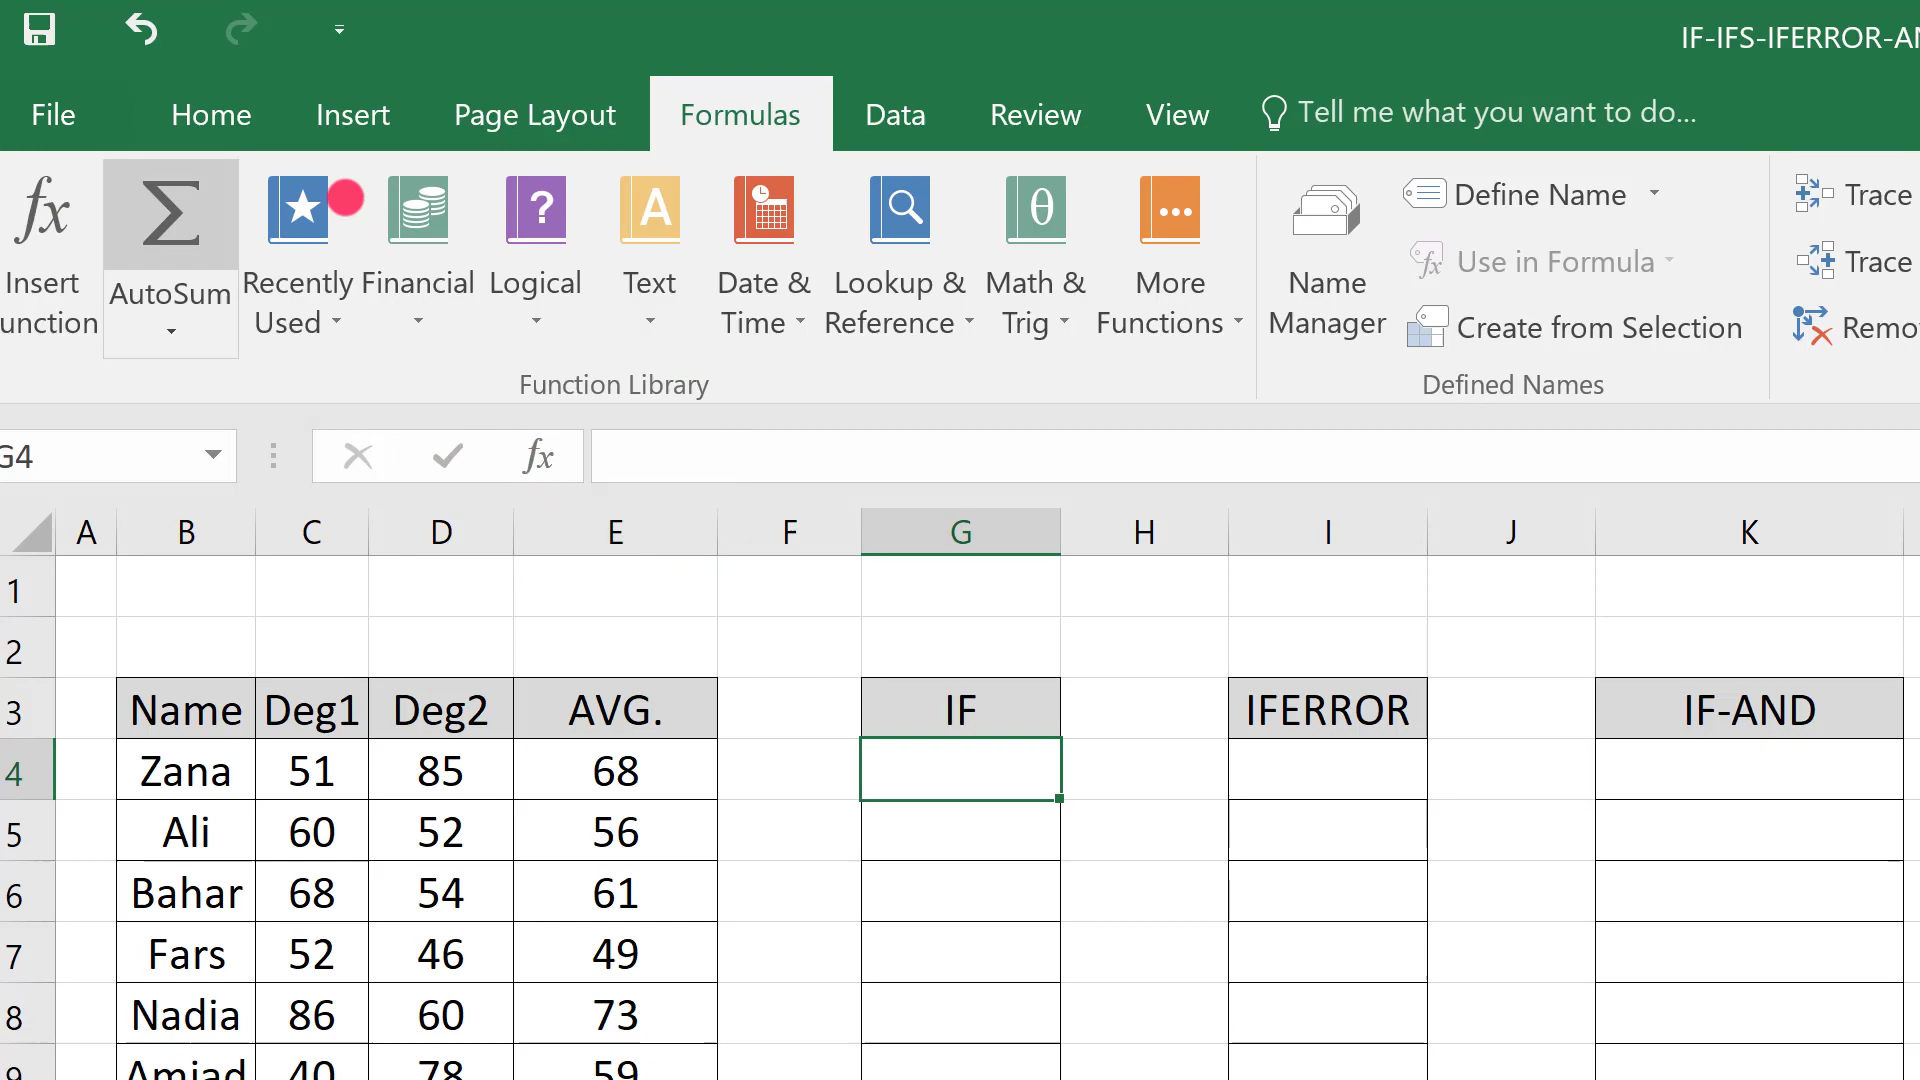 IF-IFS-IFERROR-AN
File Home Insert Page Layout Formulas Data Review View Tell me what you want to do...
Insert
unction
AutoSum
Recently
Used
Financial
Logical
Text
Date &
Time
Lookup &
Reference
Math &
Trig
More
Functions
Function Library
Name
Manager
Define Name
Use in Formula
Create from Selection
Defined Names
Trace
Trace
Remo
G4
A B C D E F G H I J K
1
2
3 Name Deg1 Deg2 AVG. IF IFERROR IF-AND
4 Zana 51 85 68
5 Ali 60 52 56
6 Bahar 68 54 61
7 Fars 52 46 49
8 Nadia 86 60 73
9 Amjad 40 78 59